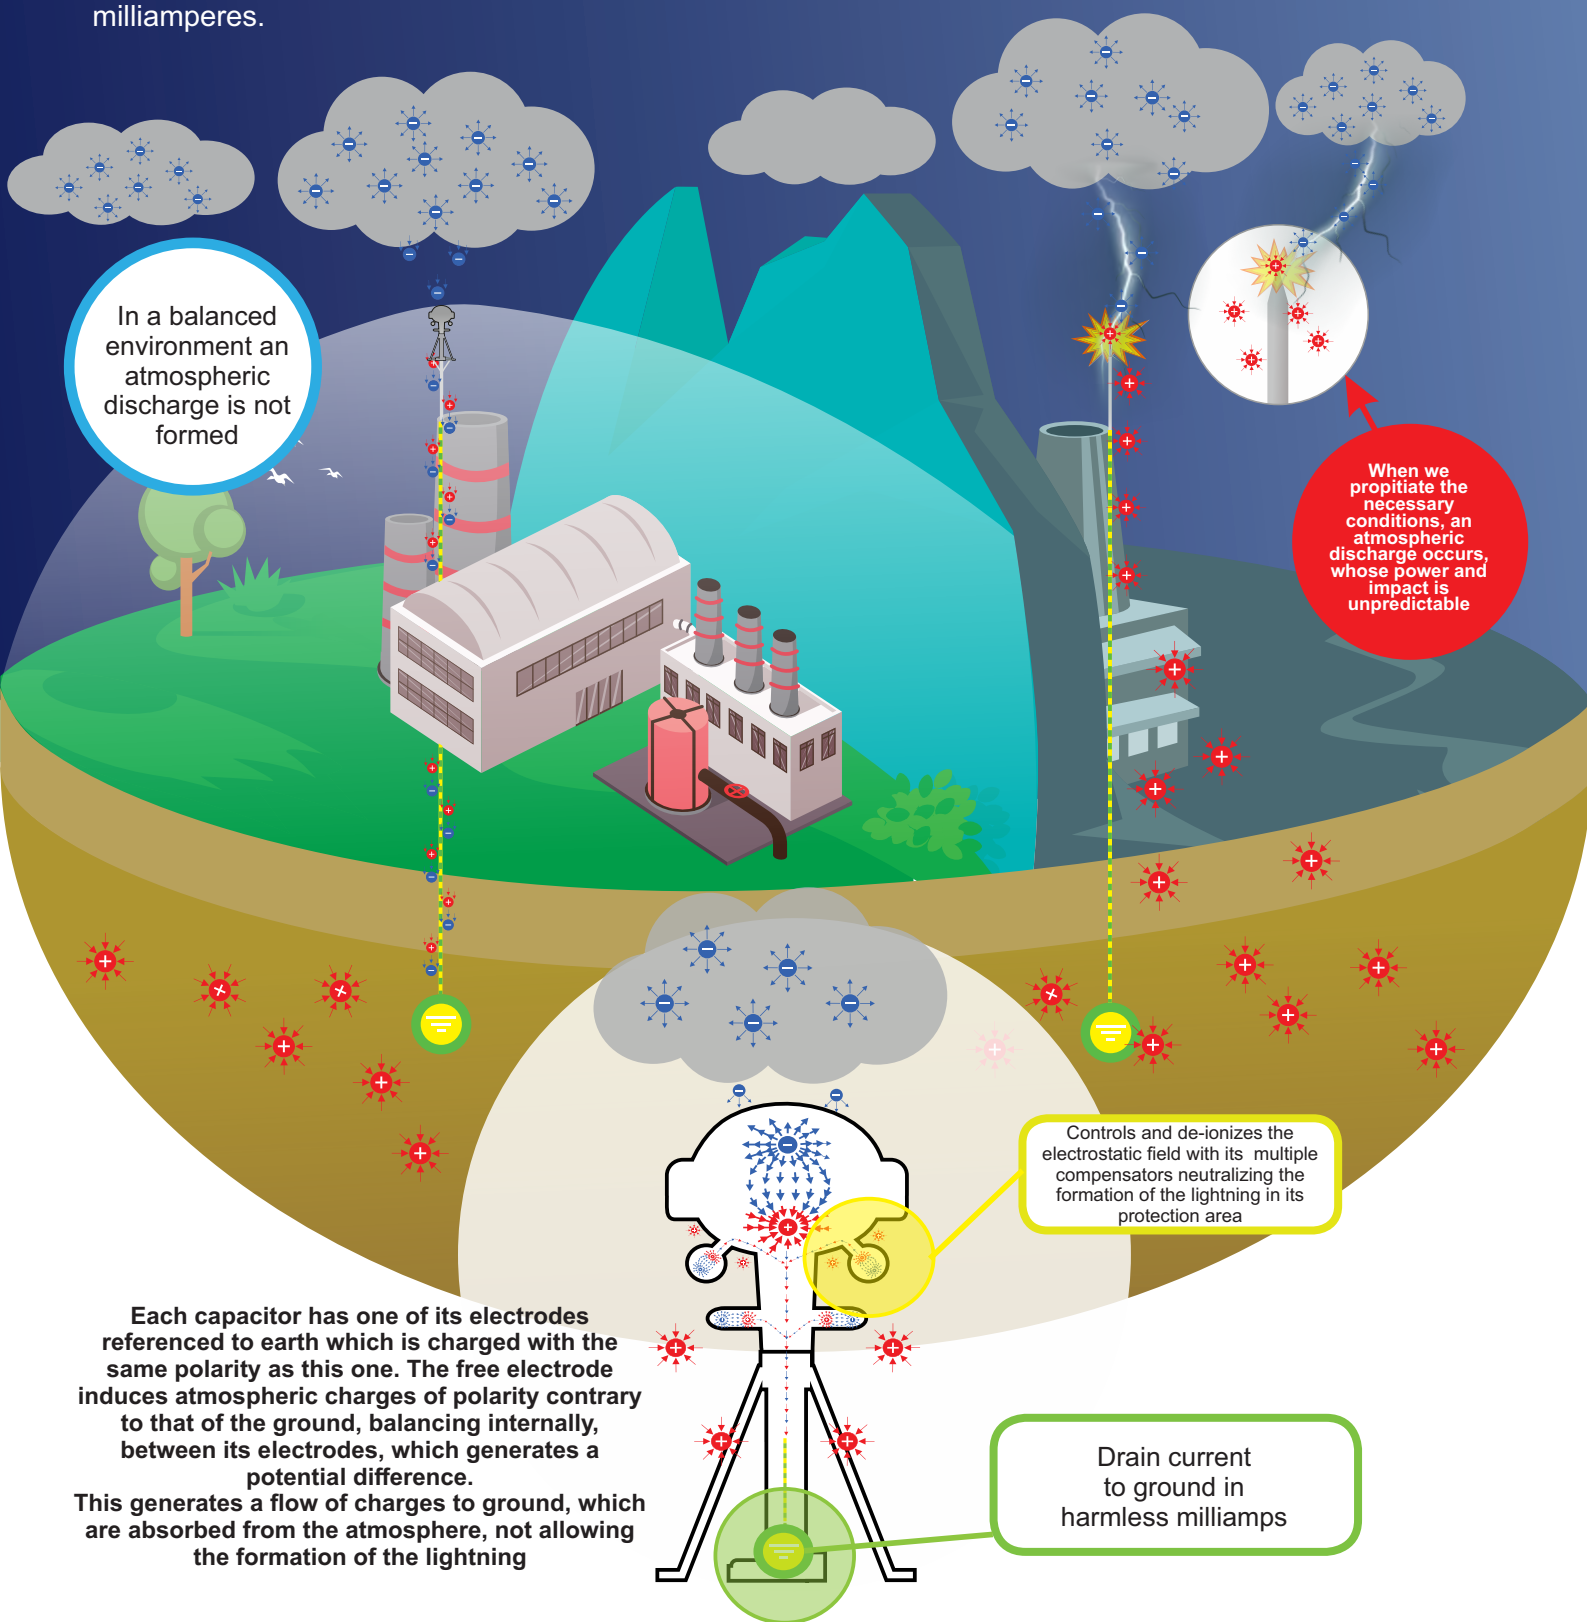 milliamperes.
In a balanced
environment an
atmospheric
discharge is not
formed
When we
propitiate the
necessary
conditions, an
atmospheric
discharge occurs,
whose power and
impact is
unpredictable
Controls and de-ionizes the
electrostatic field with its  multiple
compensators neutralizing the
formation of the lightning in its
protection area
Each capacitor has one of its electrodes
referenced to earth which is charged with the
same polarity as this one. The free electrode
induces atmospheric charges of polarity contrary
to that of the ground, balancing internally,
between its electrodes, which generates a
potential difference.
This generates a flow of charges to ground, which
are absorbed from the atmosphere, not allowing
the formation of the lightning
Drain current
to ground in
harmless milliamps